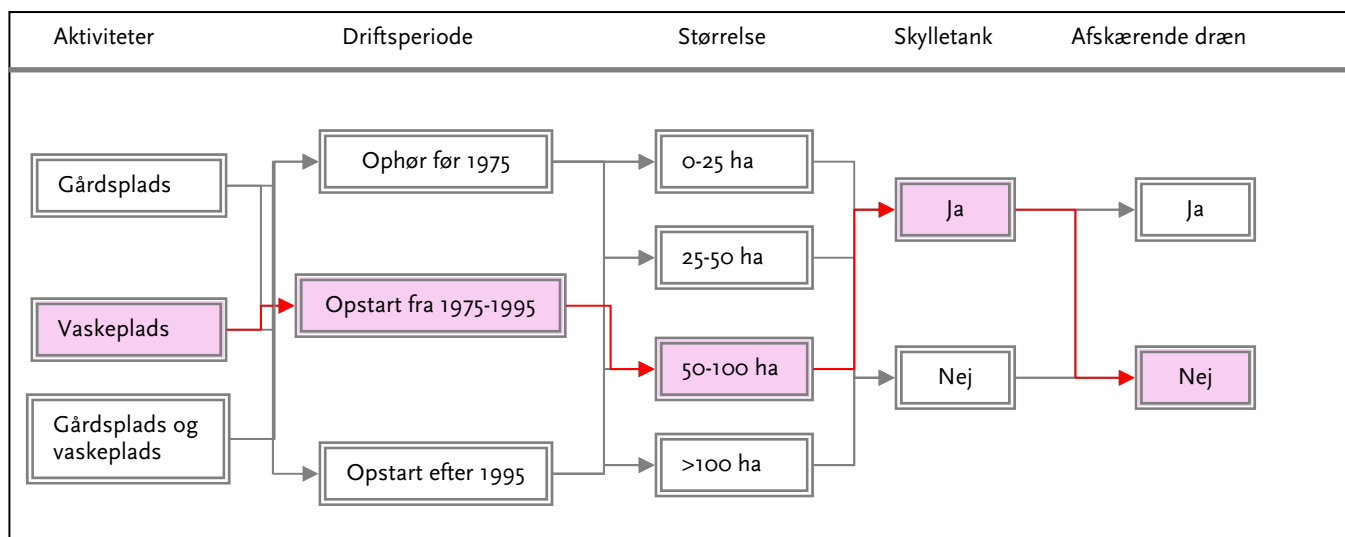 Aktiviteter
Driftsperiode
Størrelse
Skylletank
Afskærende dræn
Gårdsplads
Vaskeplads
Gårdsplads og
vaskeplads
Ophør før 1975
Opstart fra 1975-1995
Opstart efter 1995
0-25 ha
25-50 ha
50-100 ha
>100 ha
Ja
Nej
Ja
Nej